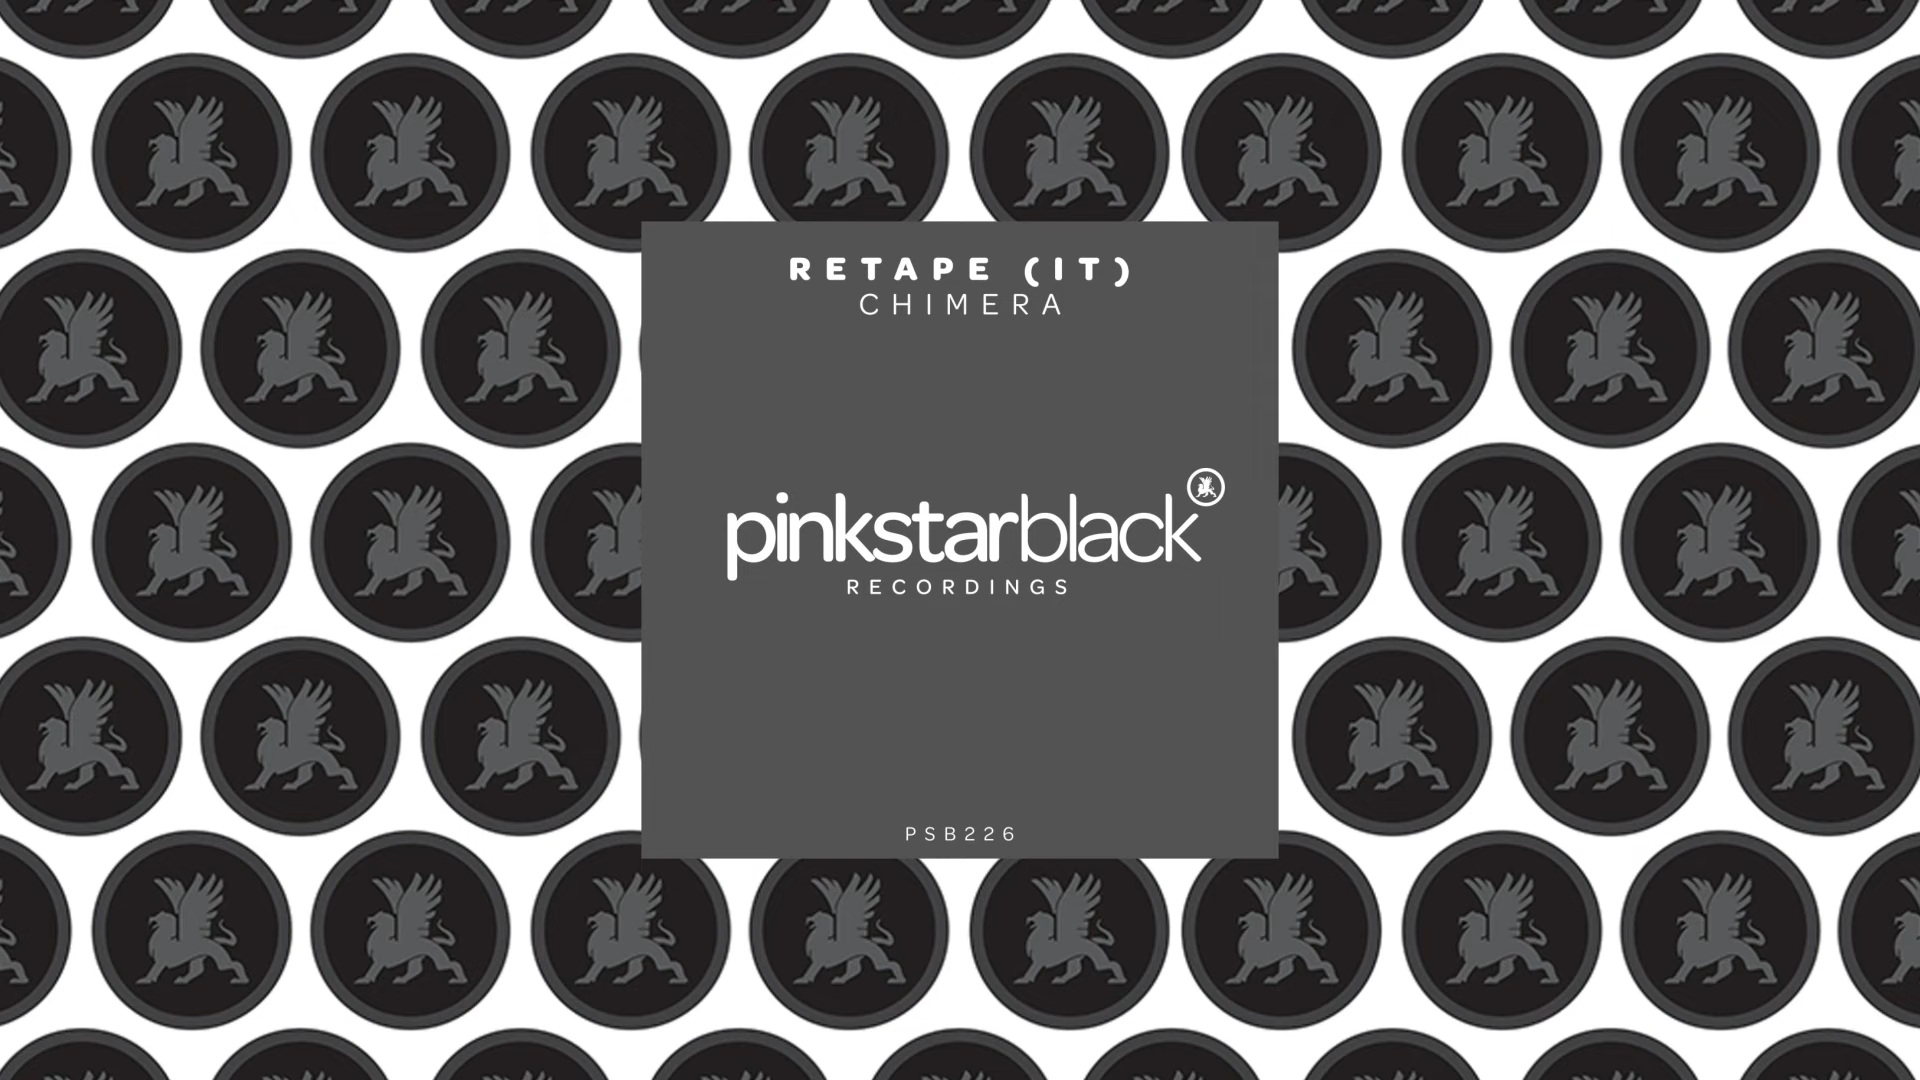 RETAPE (IT)
CHIMERA
pinkstarblack
RECORDINGS
PSB226